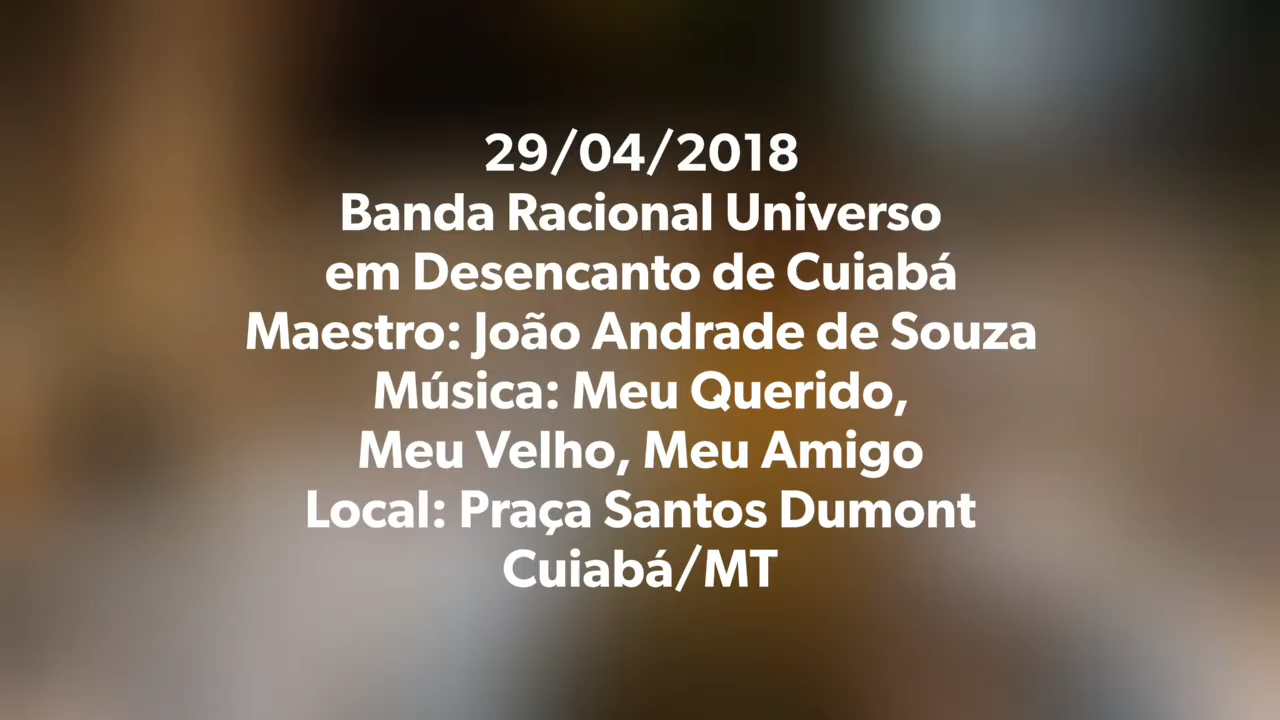 29/04/2018
Banda Racional Universo
em Desencanto de Cuiabá
Maestro: João Andrade de Souza
Música: Meu Querido,
Meu Velho, Meu Amigo
Local: Praça Santos Dumont
Cuiabá/MT